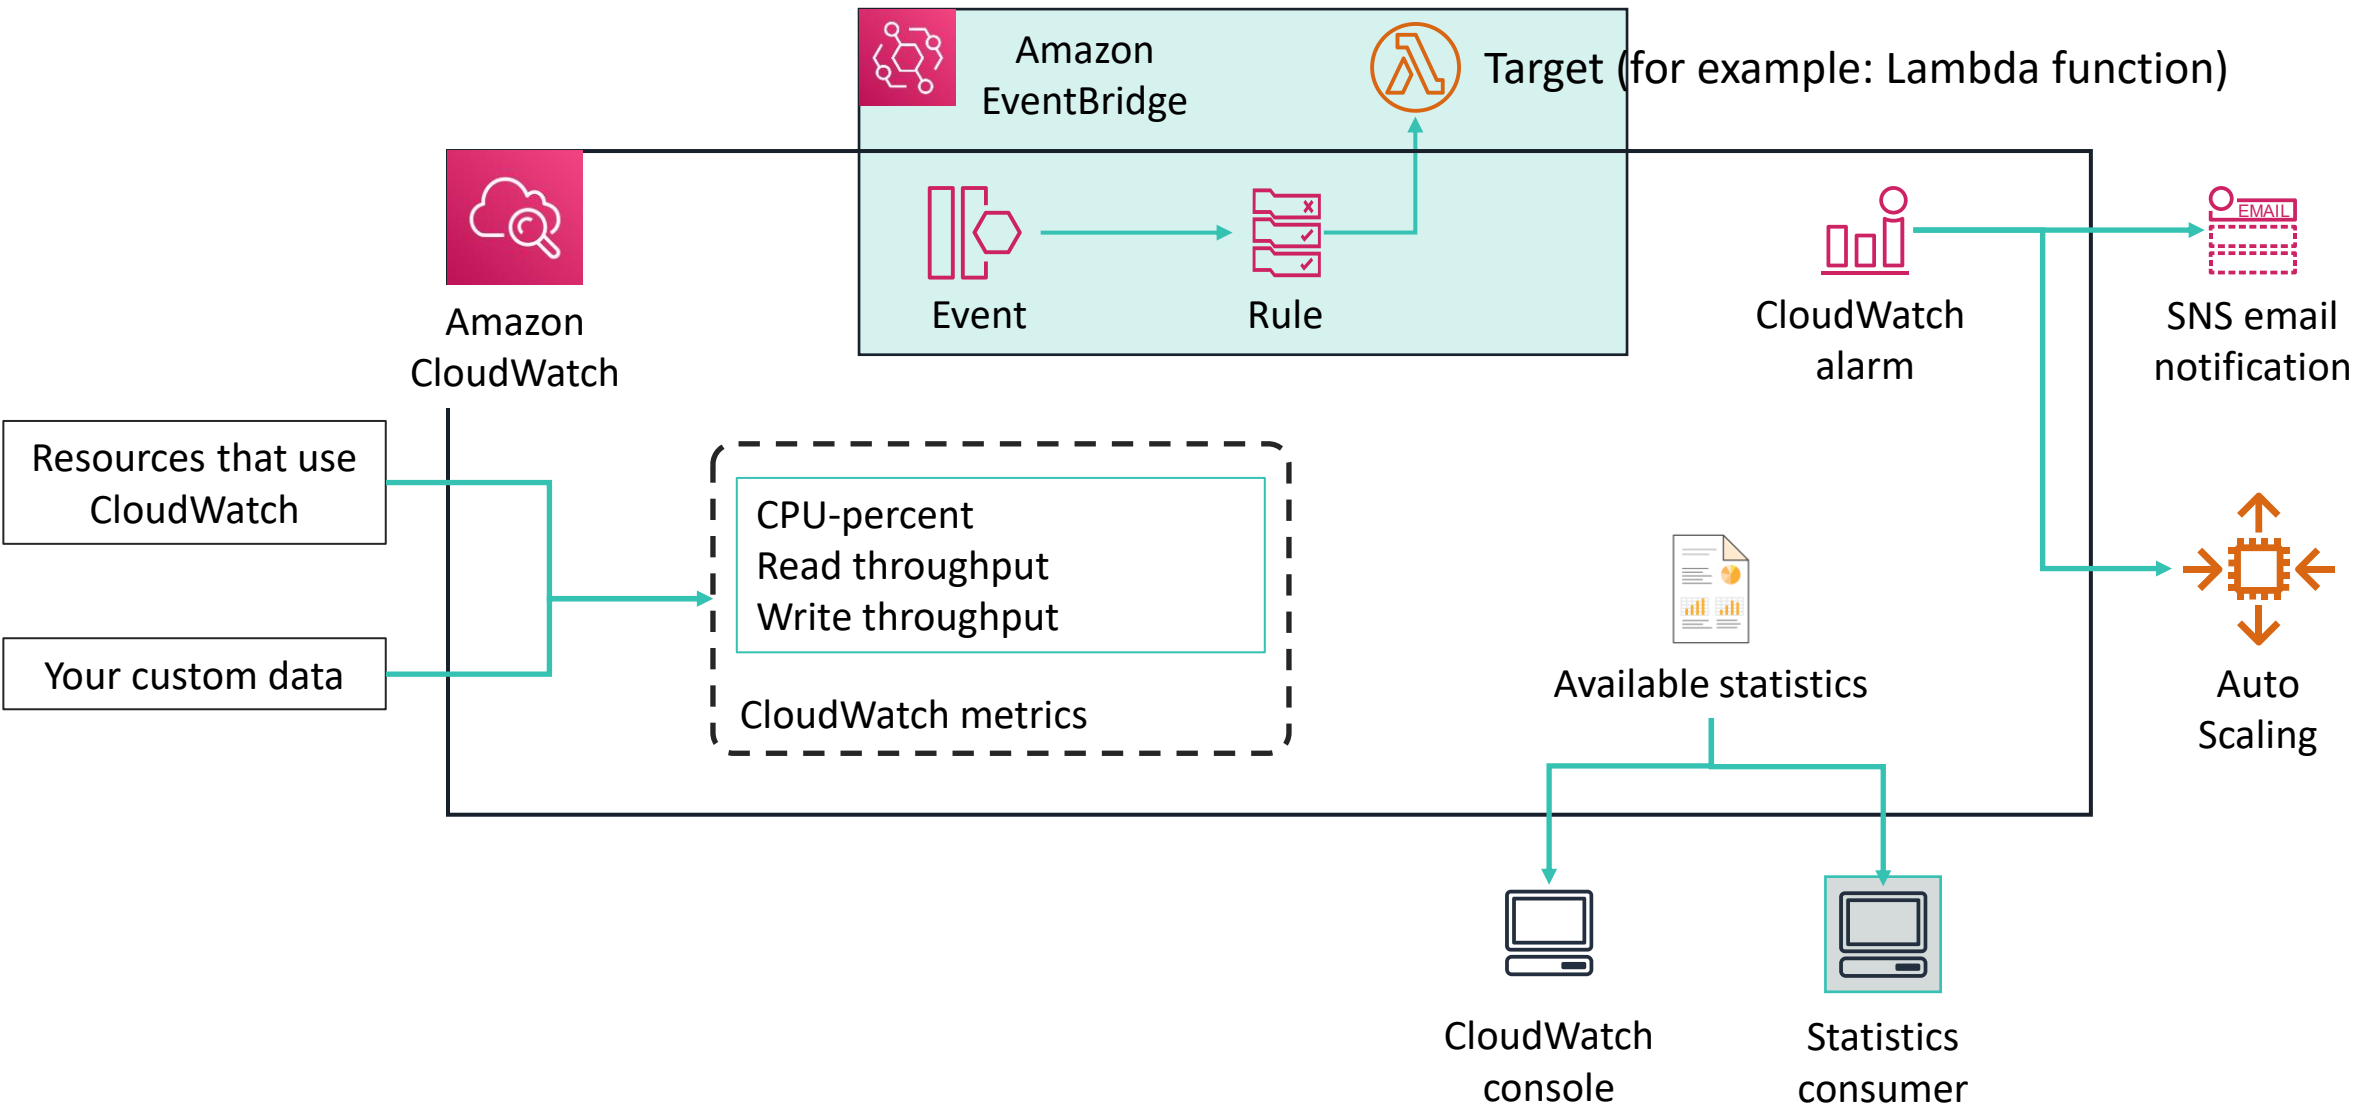 Amazon
EventBridge
Target (for example: Lambda function)
Amazon
CloudWatch
Event
Rule
CloudWatch
alarm
EMAIL
SNS email
notification
Resources that use
CloudWatch
Your custom data
CPU-percent
Read throughput
Write throughput
CloudWatch metrics
Available statistics
Auto
Scaling
CloudWatch
console
Statistics
consumer